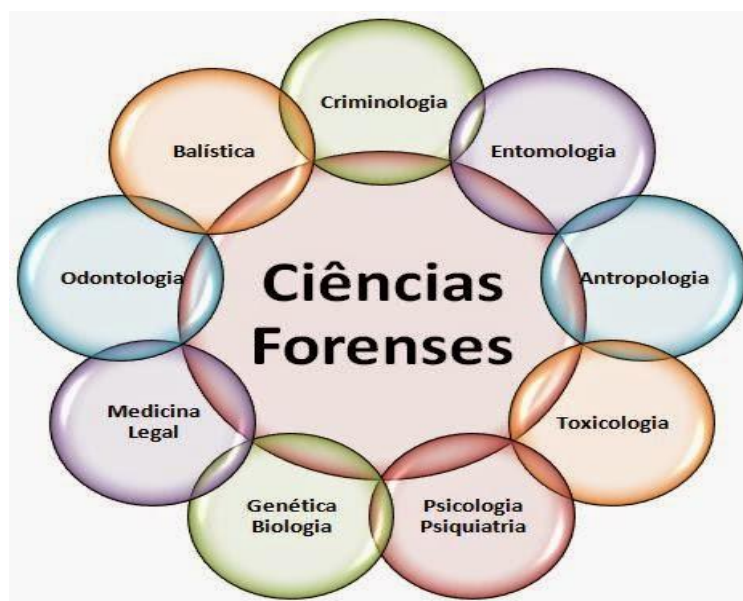 Criminologia
Balística
Entomologia
Odontologia
Ciências
Forenses
Antropologia
Medicina
Legal
Toxicologia
Genética
Biologia
Psicologia
Psiquiatria